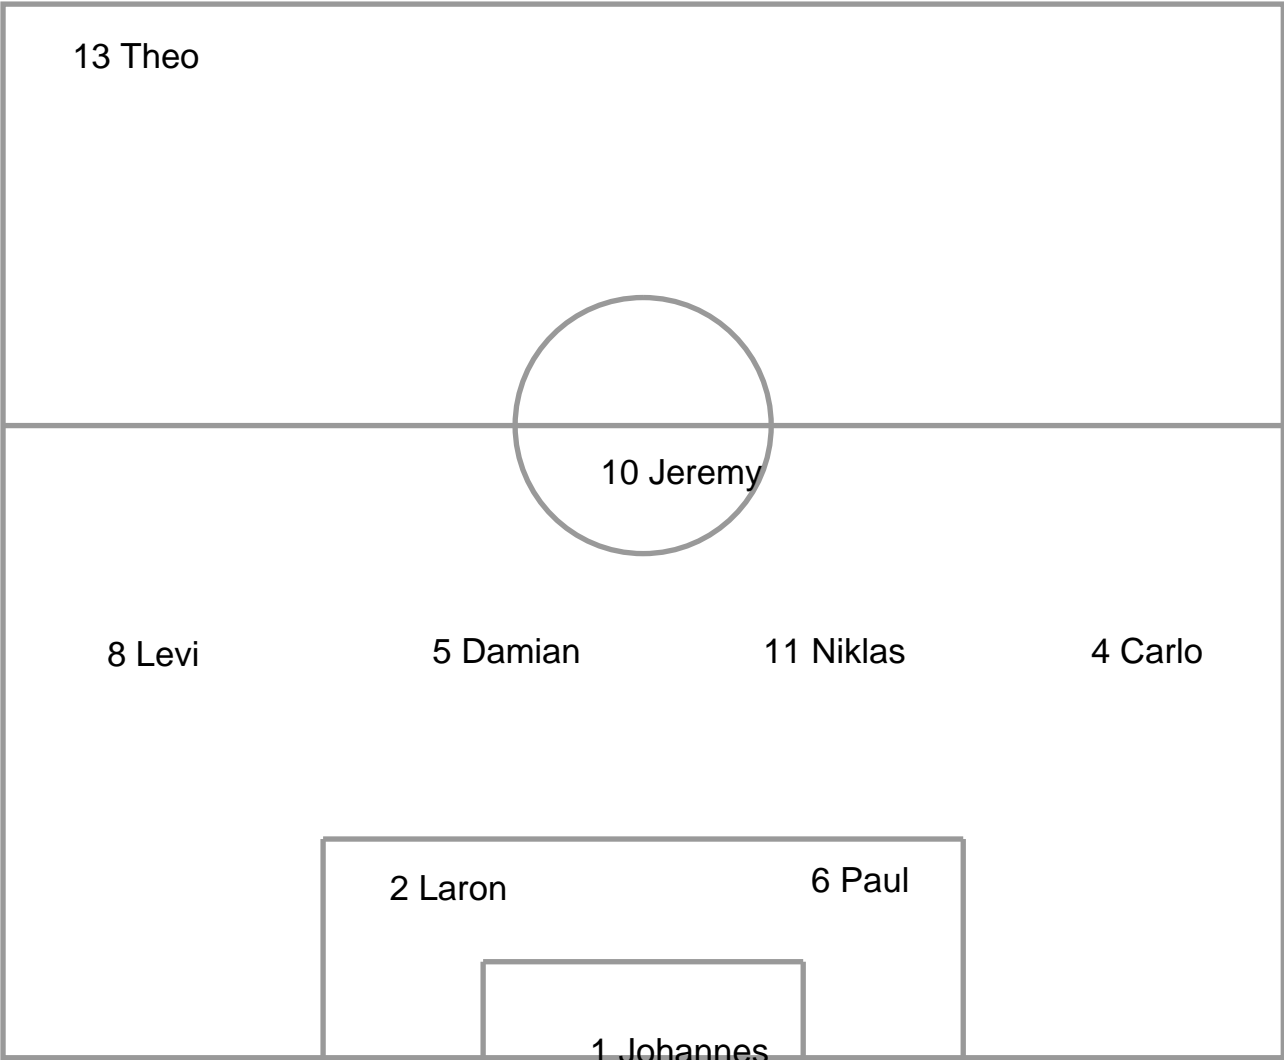 13 Theo
10 Jeremy
8 Levi
5 Damian
11 Niklas
4 Carlo
2 Laron
6 Paul
1 Johannes